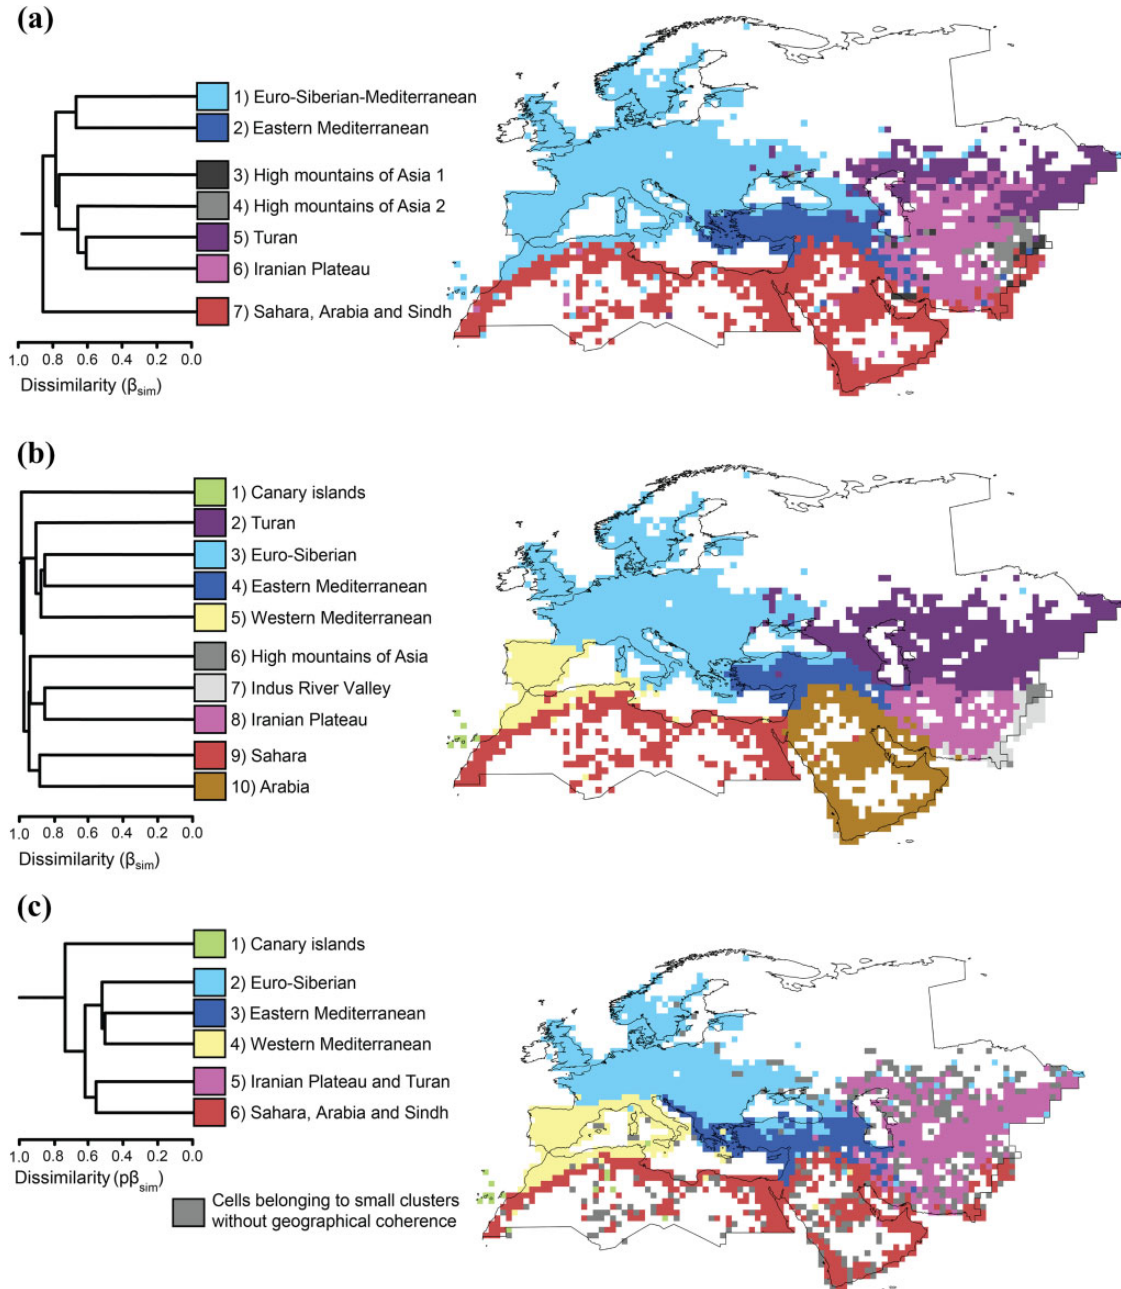 (a)
1) Euro-Siberian-Mediterranean
2) Eastern Mediterranean
3) High mountains of Asia 1
4) High mountains of Asia 2
5) Turan
6) Iranian Plateau
7) Sahara, Arabia and Sindh
1.0 0.8 0.6 0.4 0.2 0.0
Dissimilarity (βsim)
(b)
1) Canary islands
2) Turan
3) Euro-Siberian
4) Eastern Mediterranean
5) Western Mediterranean
6) High mountains of Asia
7) Indus River Valley
8) Iranian Plateau
9) Sahara
10) Arabia
1.0 0.8 0.6 0.4 0.2 0.0
Dissimilarity (βsim)
(c)
1) Canary islands
2) Euro-Siberian
3) Eastern Mediterranean
4) Western Mediterranean
5) Iranian Plateau and Turan
6) Sahara, Arabia and Sindh
1.0 0.8 0.6 0.4 0.2 0.0
Dissimilarity (pβsim)
Cells belonging to small clusters
without geographical coherence